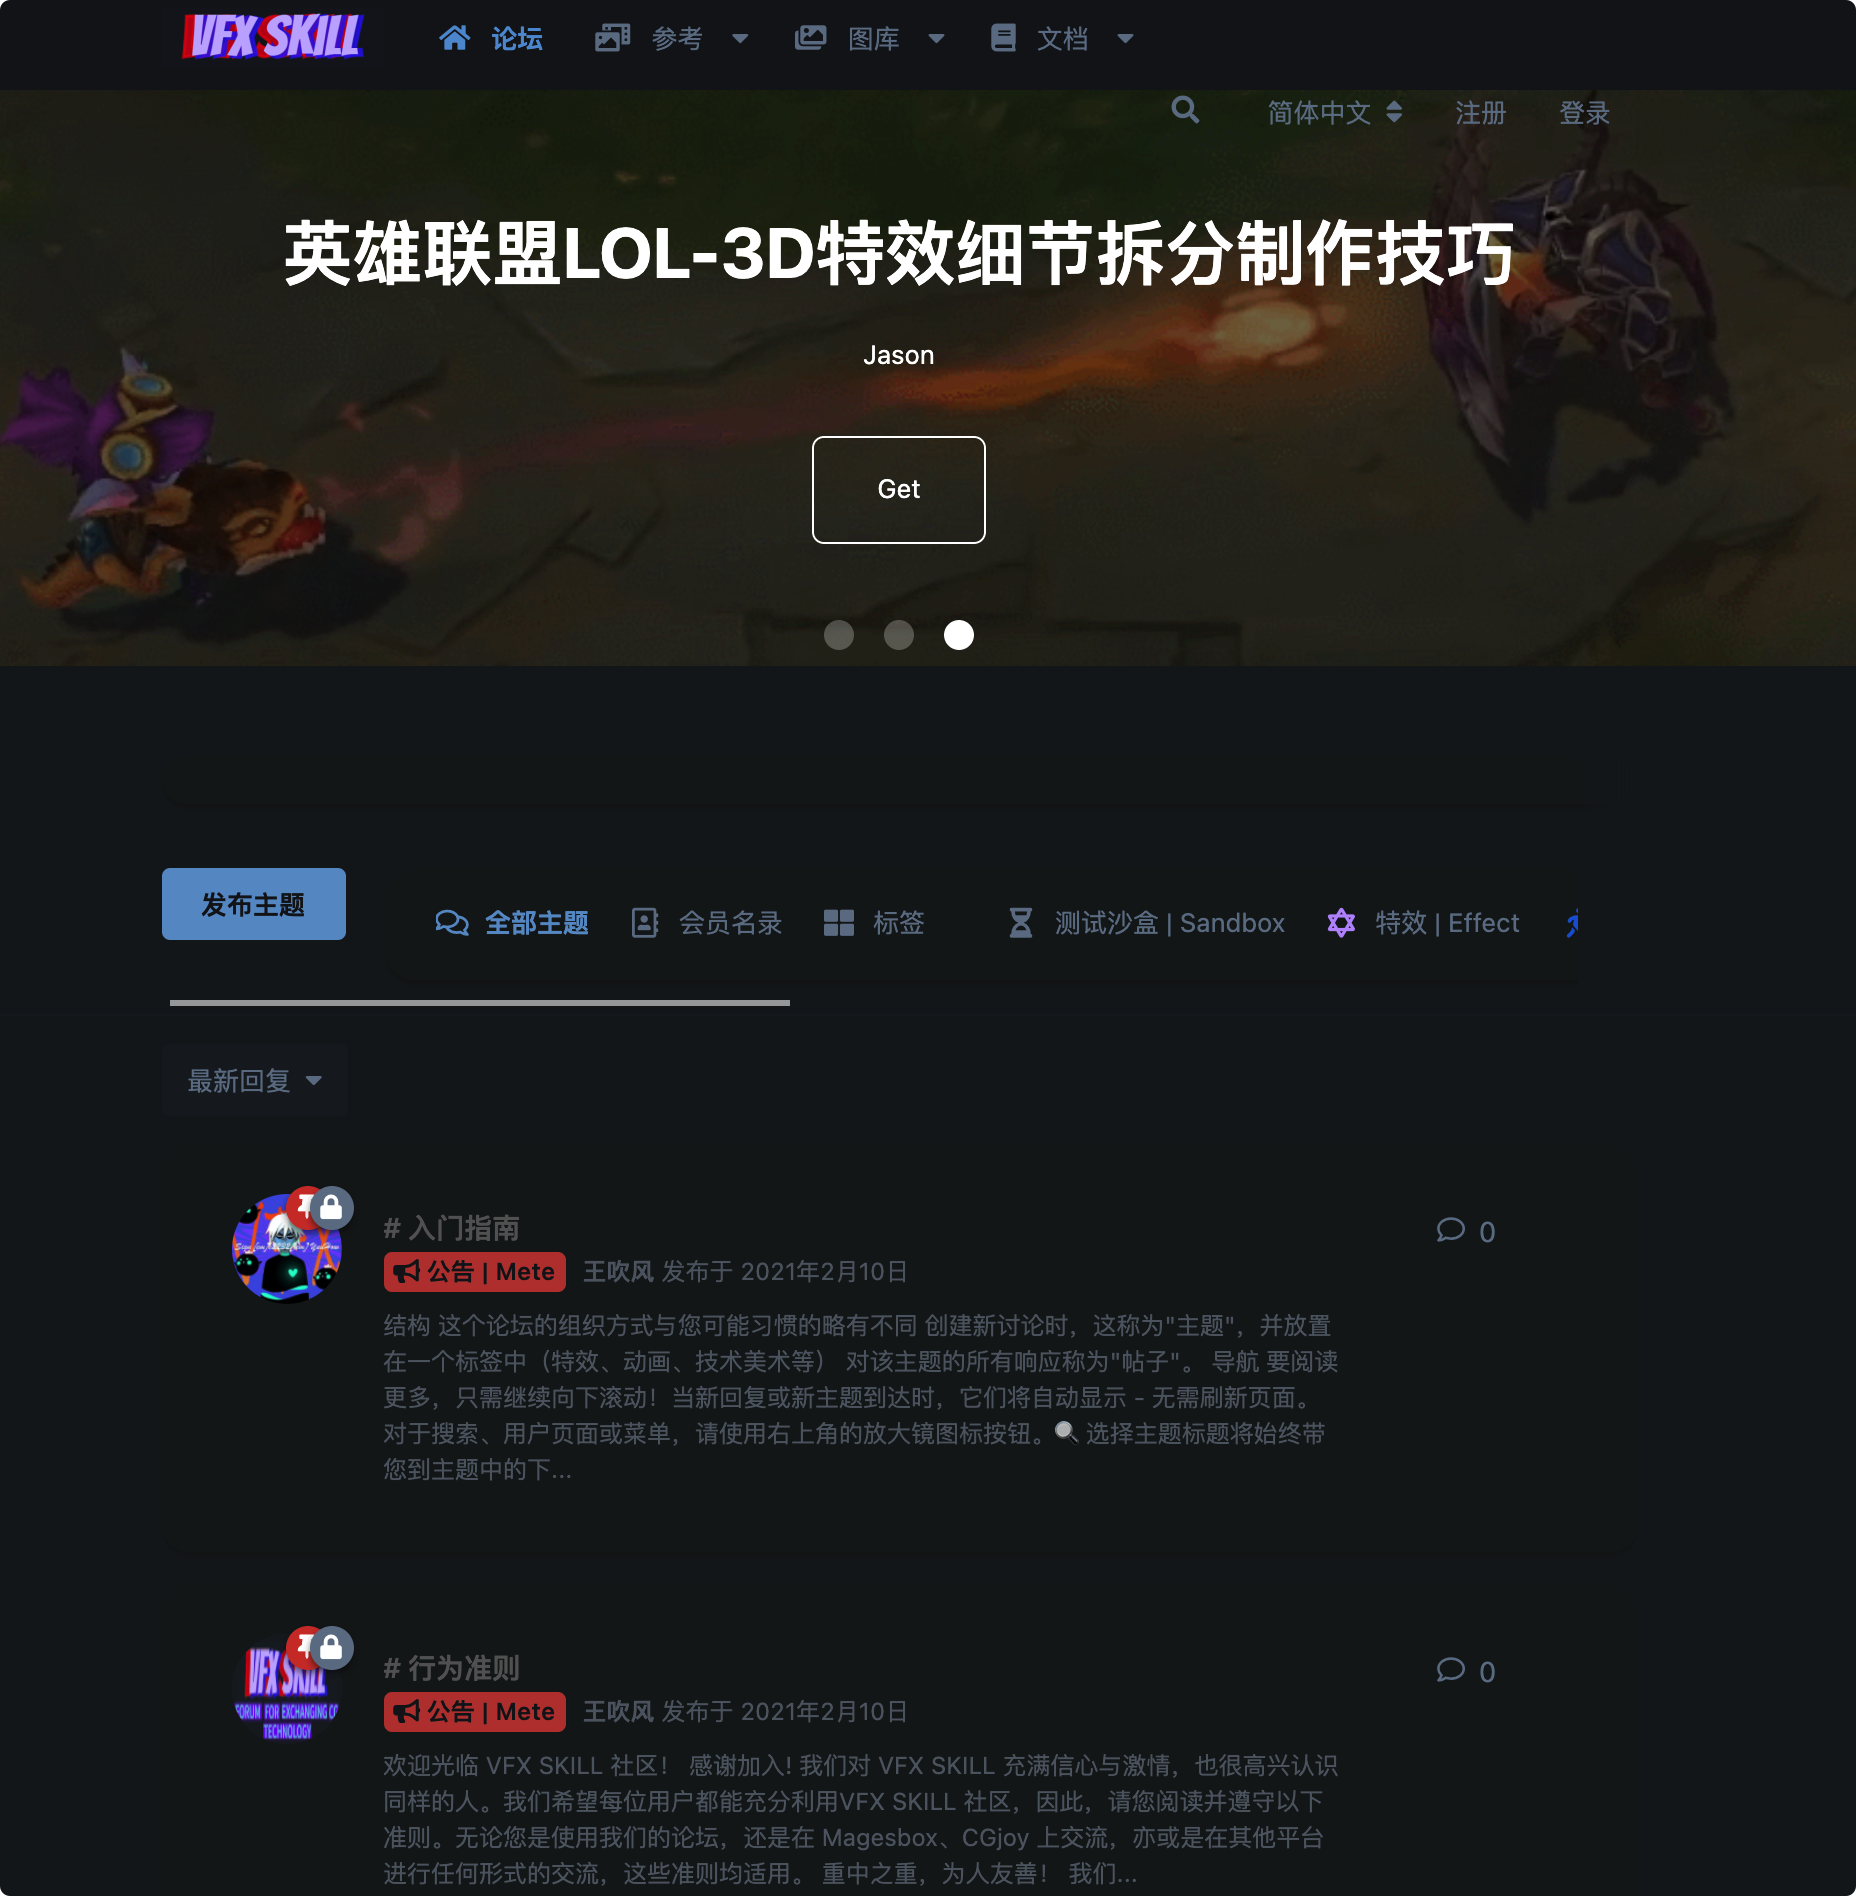 VFX SKILL
论坛
参考
图库
文档
简体中文
注册
登录
英雄联盟LOL-3D特效细节拆分制作技巧
Jason
Get
发布主题
全部主题
会员名录
标签
测试沙盒 | Sandbox
特效 | Effect
最新回复
# 入门指南
0
公告 | Mete 王吹风 发布于 2021年2月10日
结构 这个论坛的组织方式与您可能习惯的略有不同 创建新讨论时，这称为"主题"，并放置
在一个标签中（特效、动画、技术美术等） 对该主题的所有响应称为"帖子"。 导航 要阅读
更多，只需继续向下滚动！当新回复或新主题到达时，它们将自动显示 - 无需刷新页面。
对于搜索、用户页面或菜单，请使用右上角的放大镜图标按钮。🔍 选择主题标题将始终带
您到主题中的下...
VFX SKILL
FORUM FOR EXCHANGING
TECHNOLOGY
# 行为准则
0
公告 | Mete 王吹风 发布于 2021年2月10日
欢迎光临 VFX SKILL 社区！ 感谢加入! 我们对 VFX SKILL 充满信心与激情，也很高兴认识
同样的人。我们希望每位用户都能充分利用VFX SKILL 社区，因此，请您阅读并遵守以下
准则。无论您是使用我们的论坛，还是在 Magesbox、CGjoy 上交流，亦或是在其他平台
进行任何形式的交流，这些准则均适用。 重中之重，为人友善！ 我们...